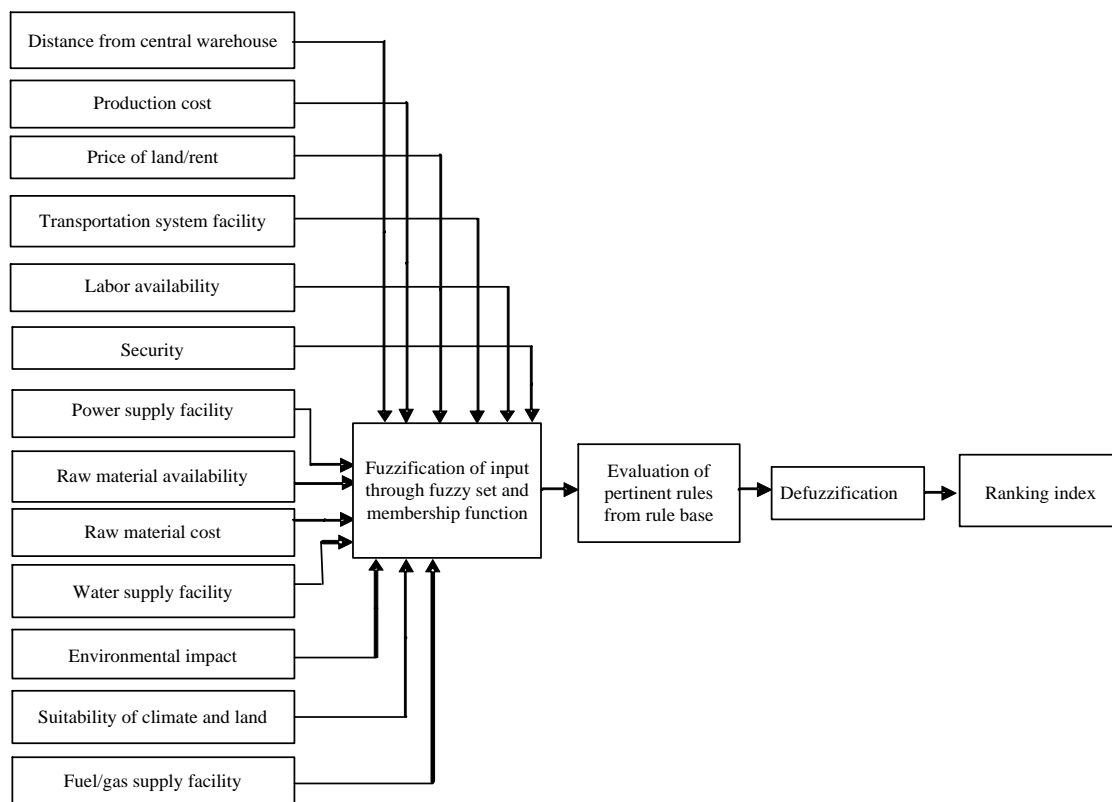 Distance from central warehouse
Production cost
Price of land/rent
Transportation system facility
Labor availability
Security
Power supply facility
Raw material availability
Raw material cost
Water supply facility
Environmental impact
Suitability of climate and land
Fuel/gas supply facility
Fuzzification of input
through fuzzy set and
membership function
Evaluation of
pertinent rules
from rule base
Defuzzification
Ranking index